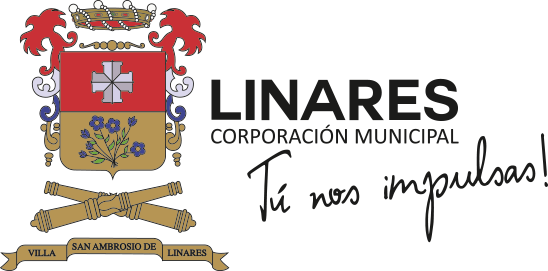 LINARES
CORPORACIÓN MUNICIPAL
Tú nos impulsas!
VILLA SAN AMBROSIO DE LINARES